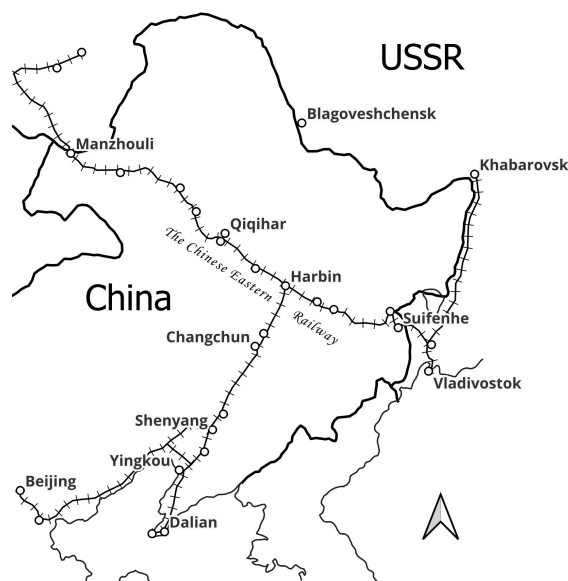 USSR
Blagoveshchensk
Manzhouli
Khabarovsk
Qiqihar
The Chinese Eastern
Harbin
China
Railway
Suifenhe
Changchun
Vladivostok
Shenyang
Yingkou
Beijing
Dalian